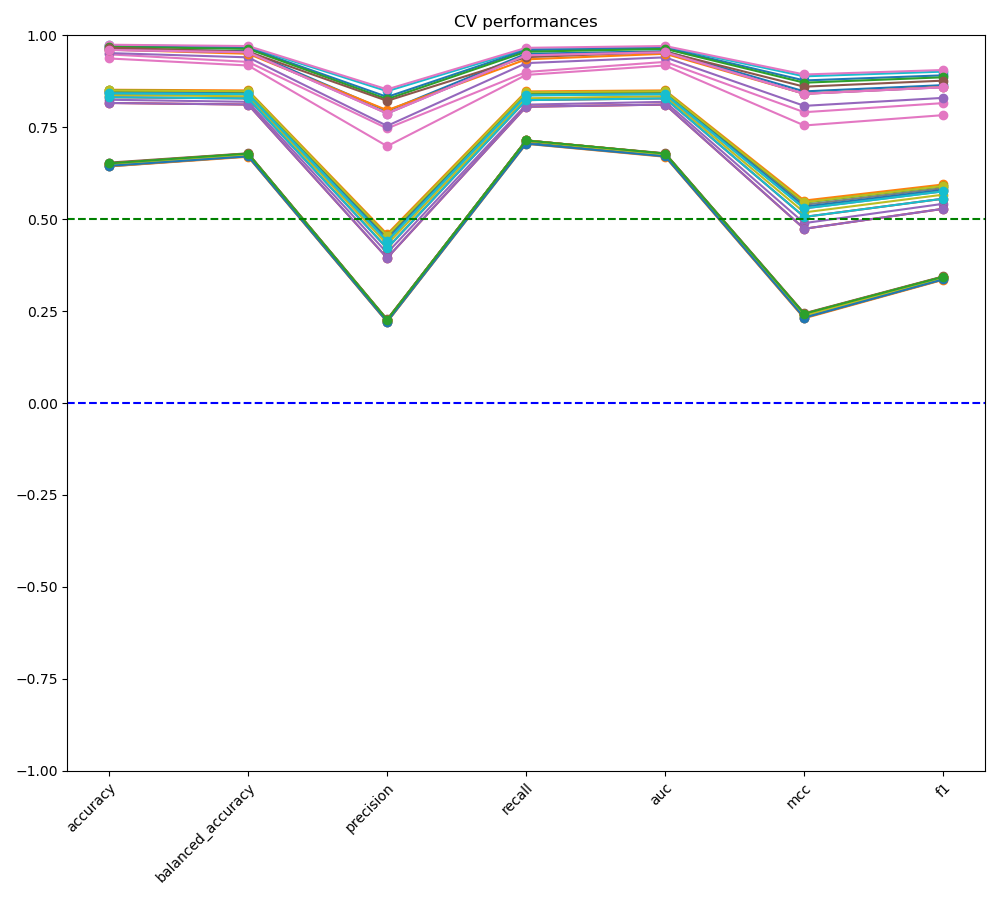 CV performances
1.00
0.75
0.50
0.25
0.00
−0.25
−0.50
−0.75
−1.00
accuracy
balanced_accuracy
precision
recall
auc
mcc
f1